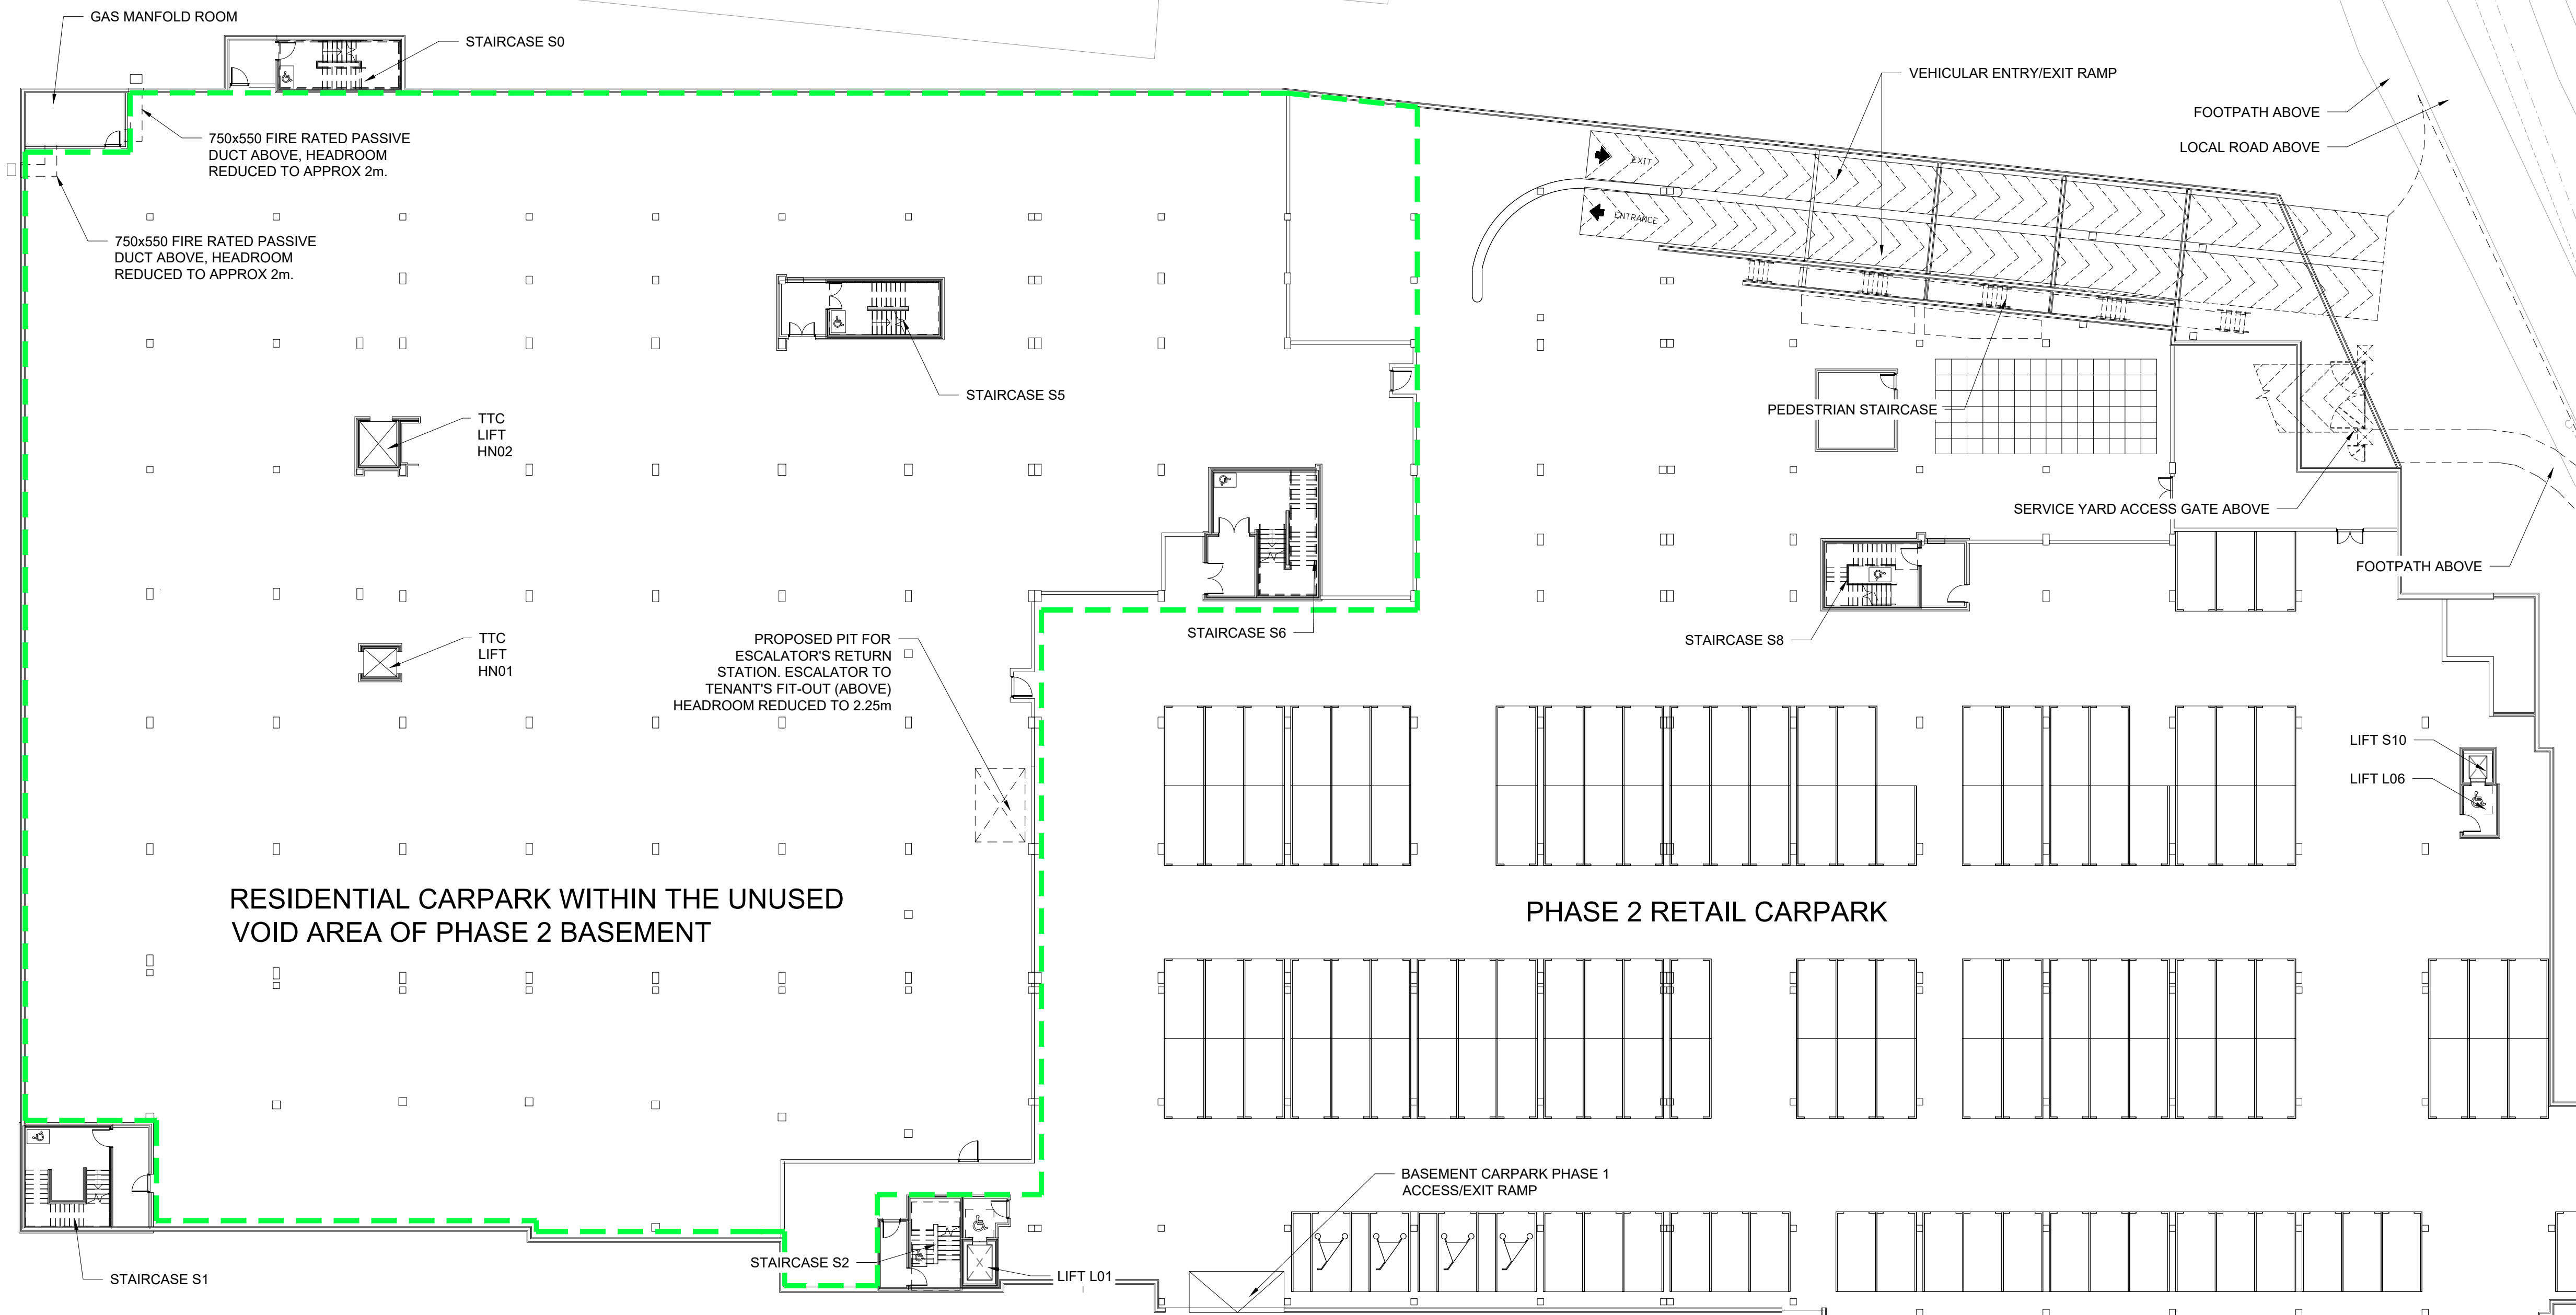 GAS MANFOLD ROOM
STAIRCASE S0
VEHICULAR ENTRY/EXIT RAMP
FOOTPATH ABOVE
LOCAL ROAD ABOVE
750x550 FIRE RATED PASSIVE
DUCT ABOVE, HEADROOM
REDUCED TO APPROX 2m.
EXIT
ENTRANCE
750x550 FIRE RATED PASSIVE
DUCT ABOVE, HEADROOM
REDUCED TO APPROX 2m.
STAIRCASE S5
PEDESTRIAN STAIRCASE
TTC
LIFT
HN02
SERVICE YARD ACCESS GATE ABOVE
FOOTPATH ABOVE
STAIRCASE S6
STAIRCASE S8
TTC
LIFT
HN01
PROPOSED PIT FOR
ESCALATOR'S RETURN
STATION. ESCALATOR TO
TENANT'S FIT-OUT (ABOVE)
HEADROOM REDUCED TO 2.25m
LIFT S10
LIFT L06
RESIDENTIAL CARPARK WITHIN THE UNUSED
VOID AREA OF PHASE 2 BASEMENT
PHASE 2 RETAIL CARPARK
BASEMENT CARPARK PHASE 1
ACCESS/EXIT RAMP
STAIRCASE S2
STAIRCASE S1
LIFT L01